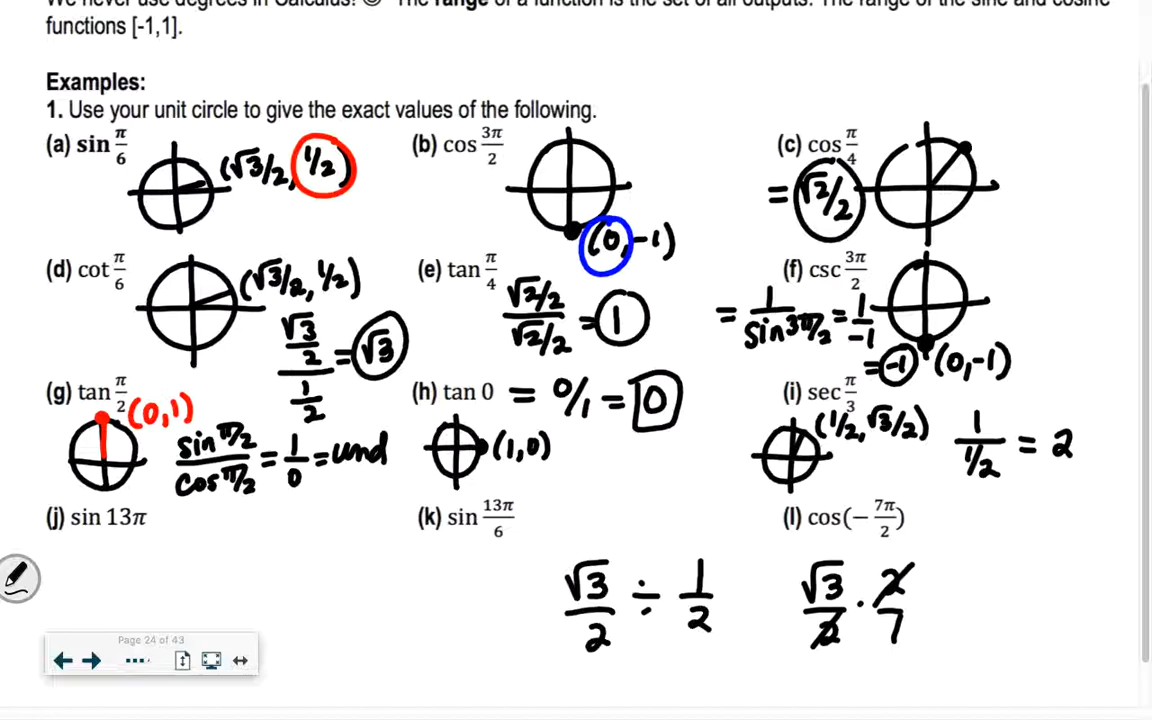 We never use degrees in Calculus! ☺ The range of a function is the set of all outputs. The range of the sine and cosine
functions [-1,1].
Examples:
1. Use your unit circle to give the exact values of the following.
(a) sin π/6
(√3/2, 1/2)
(b) cos 3π/2
(0, -1)
(c) cos π/4
= √2/2
(d) cot π/6
(√3/2, 1/2)
√3/2 / 1/2 = √3
(e) tan π/4
√2/2 / √2/2 = 1
(f) csc 3π/2
= 1/sin 3π/2 = 1/-1
= -1
(0, -1)
(g) tan π/2
(0,1)
sin π/2 / cos π/2 = 1/0 = und
(h) tan 0 = 0/1 = 0
(1,0)
(i) sec π/3
(1/2, √3/2)
1 / 1/2 = 2
(j) sin 13π
(k) sin 13π/6
(l) cos(− 7π/2)
√3/2 ÷ 1/2
√3/2 · 2/7
Page 24 of 43